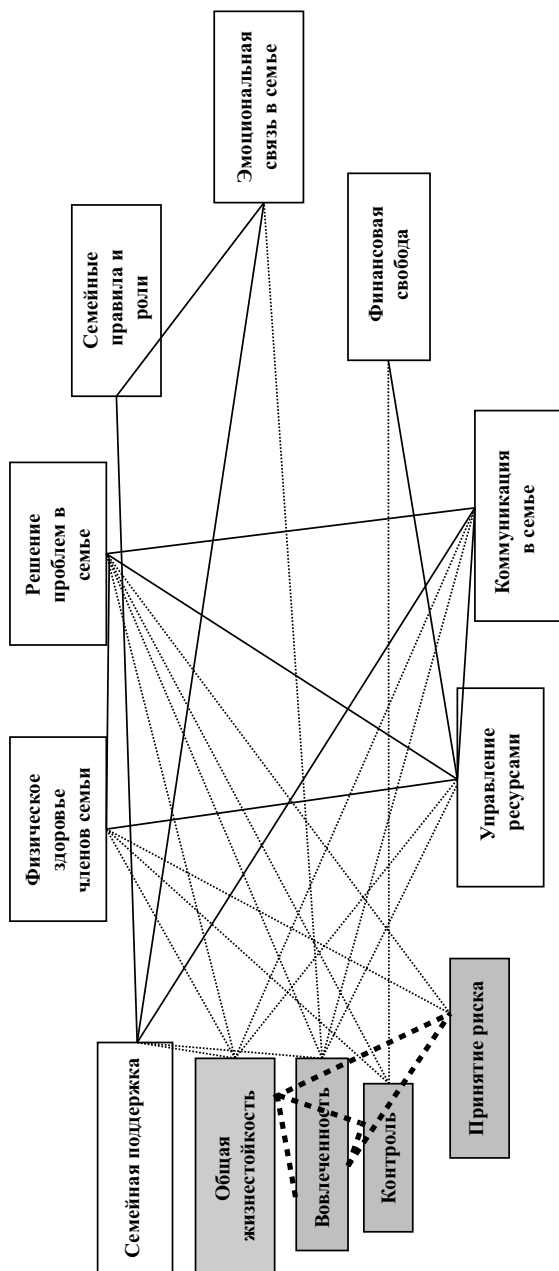 Семейная поддержка
Общая
жизнестойкость
Вовлеченность
Контроль
Принятие риска
Физическое
здоровье
членов семьи
Решение
проблем в
семье
Семейные
правила и
роли
Эмоциональная
связь в семье
Финансовая
свобода
Коммуникация
в семье
Управление
ресурсами